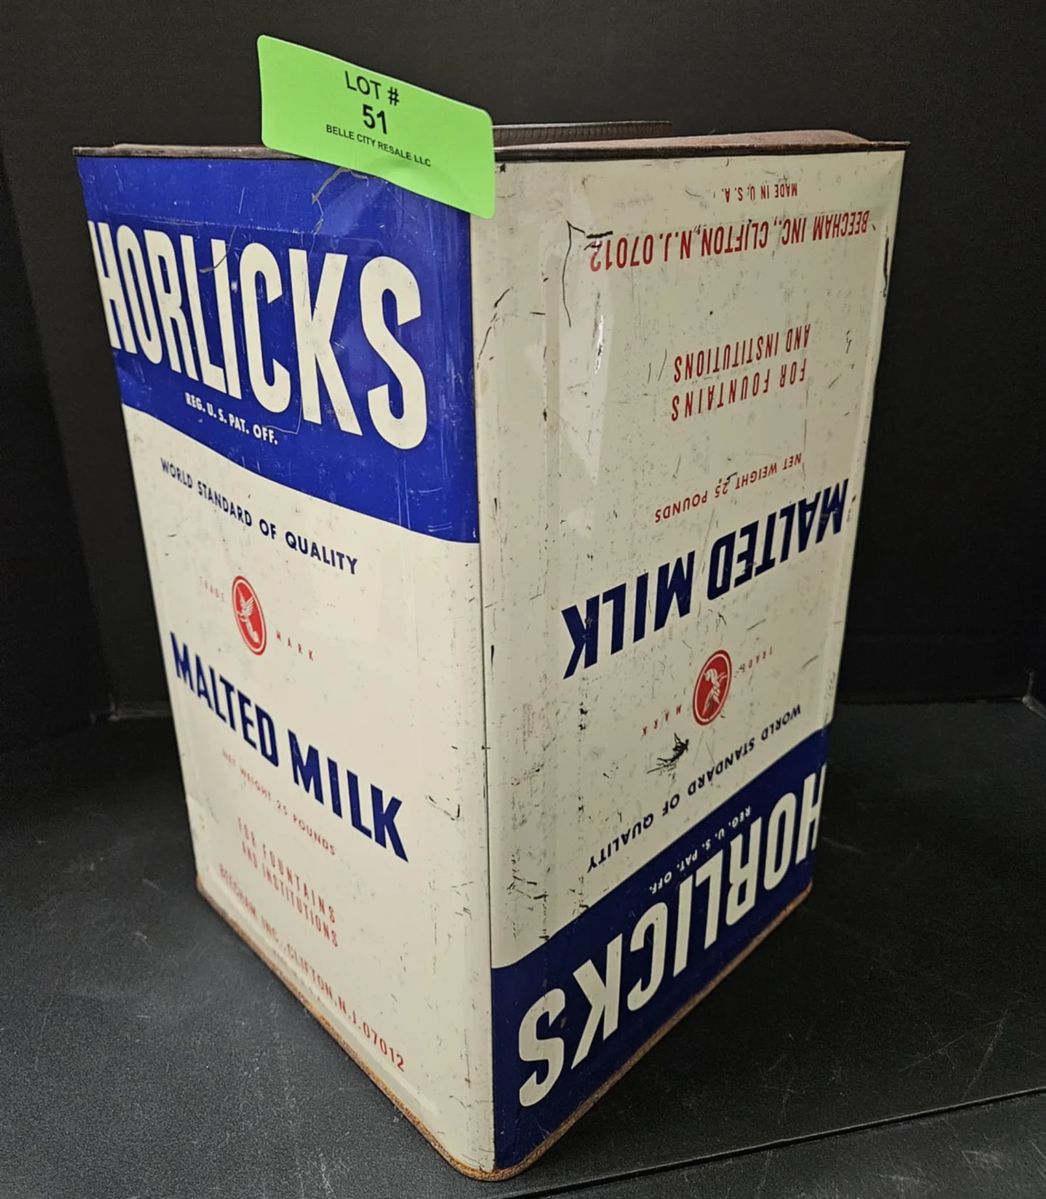 LOT #
51
BELLE CITY RESALE LLC
HORLICKS
REG. U. S. PAT. OFF.
WORLD STANDARD OF QUALITY
TRADE MARK
MALTED MILK
NET WEIGHT 25 POUNDS
FOR FOUNTAINS
AND INSTITUTIONS
BEECHAM INC., CLIFTON, N.J. 07012
HORLICKS
REG. U. S. PAT. OFF.
WORLD STANDARD OF QUALITY
TRADE MARK
MALTED MILK
NET WEIGHT 25 POUNDS
FOR FOUNTAINS
AND INSTITUTIONS
BEECHAM INC., CLIFTON, N.J. 07012
MADE IN U. S. A.